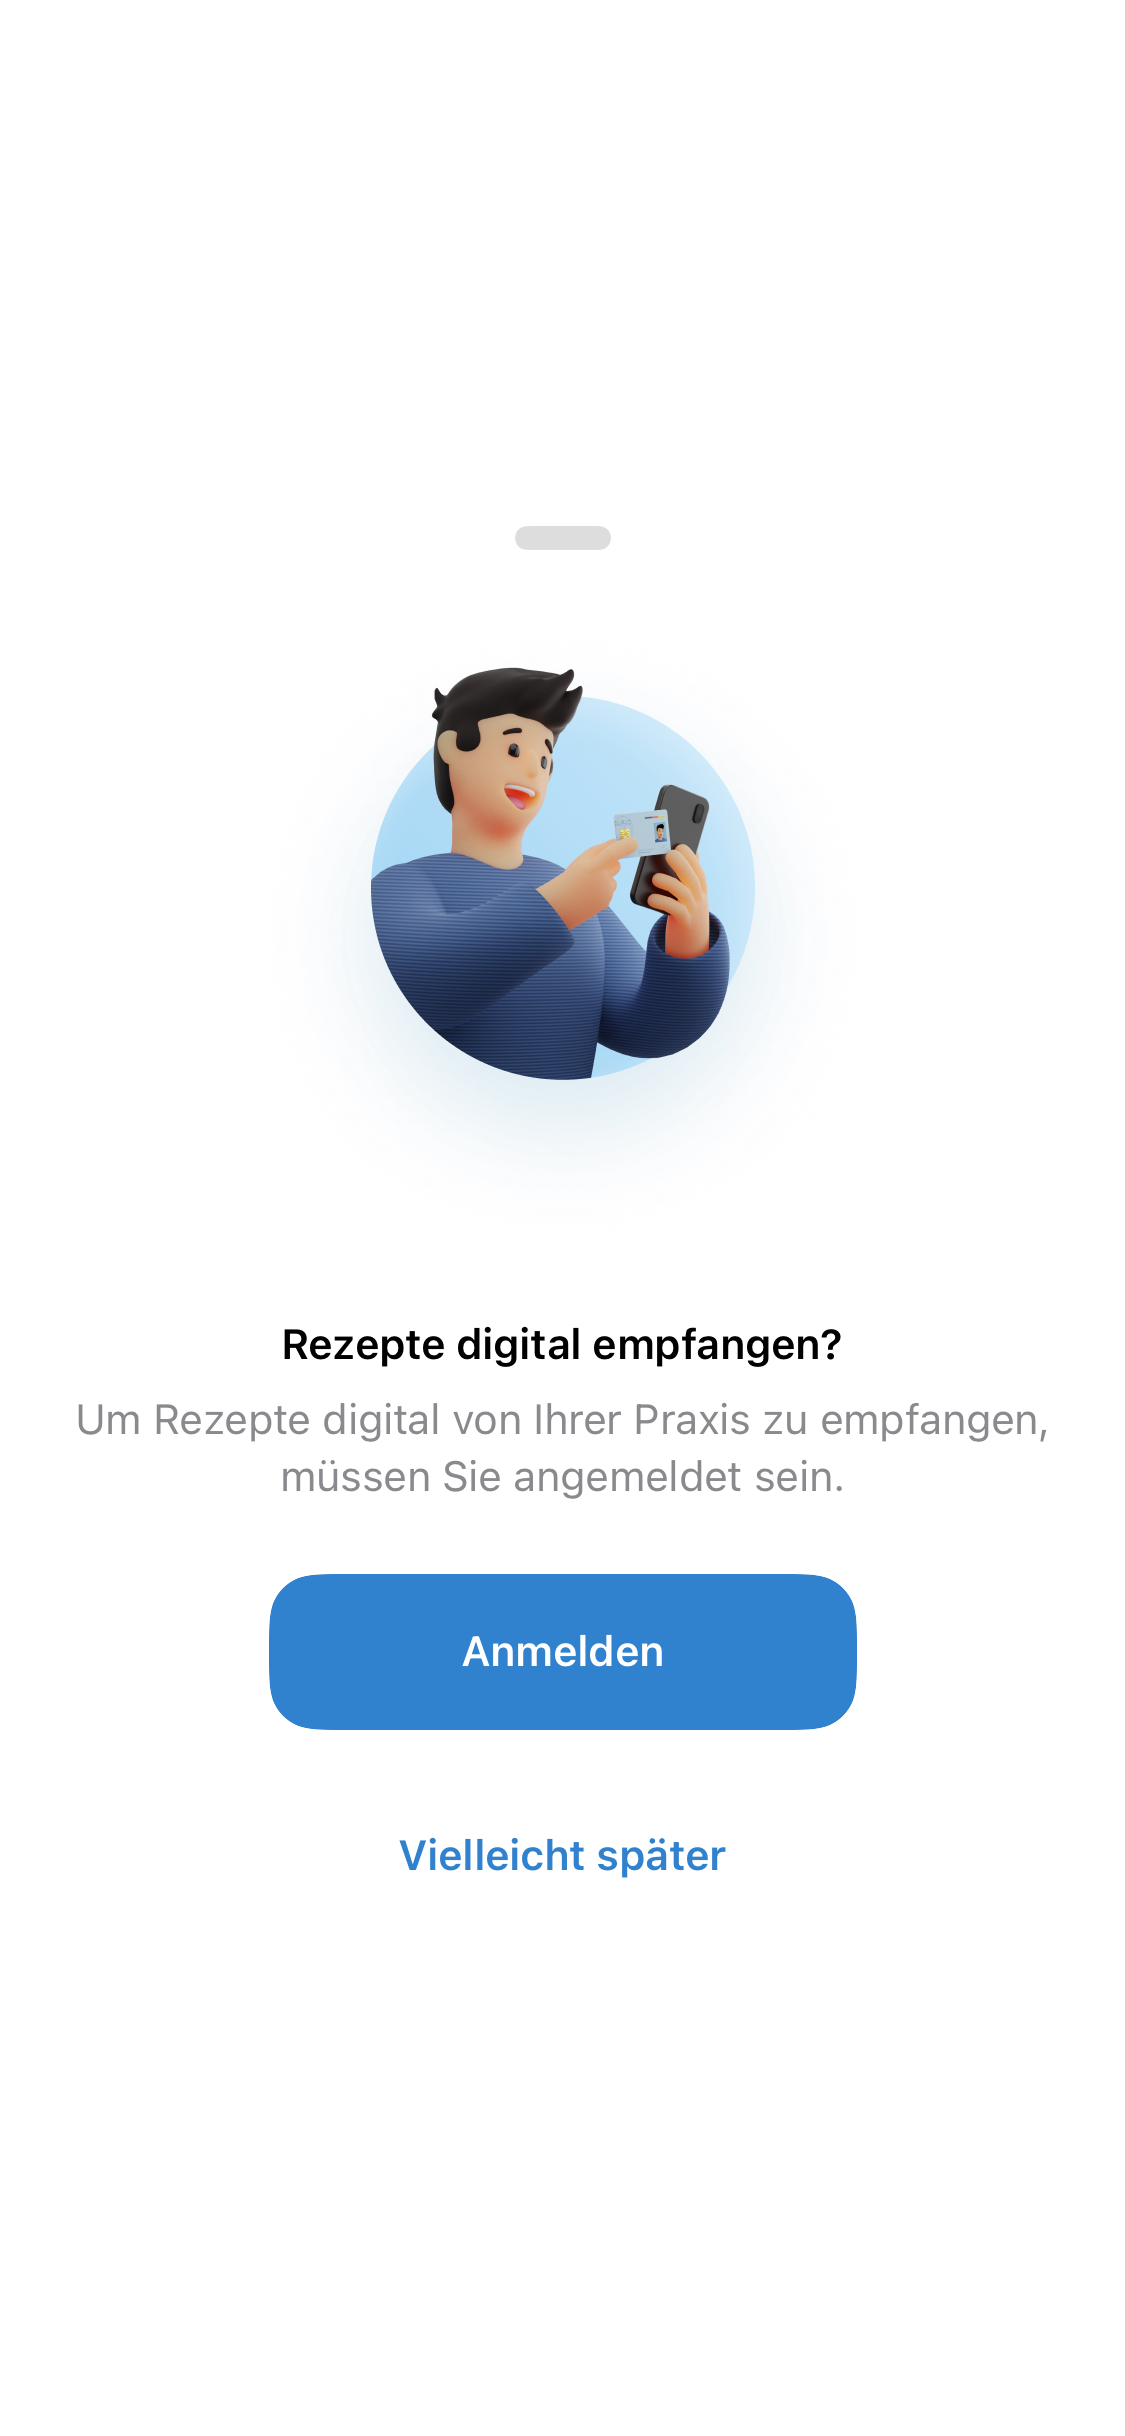 Rezepte digital empfangen?
Um Rezepte digital von Ihrer Praxis zu empfangen,
müssen Sie angemeldet sein.
Anmelden
Vielleicht später